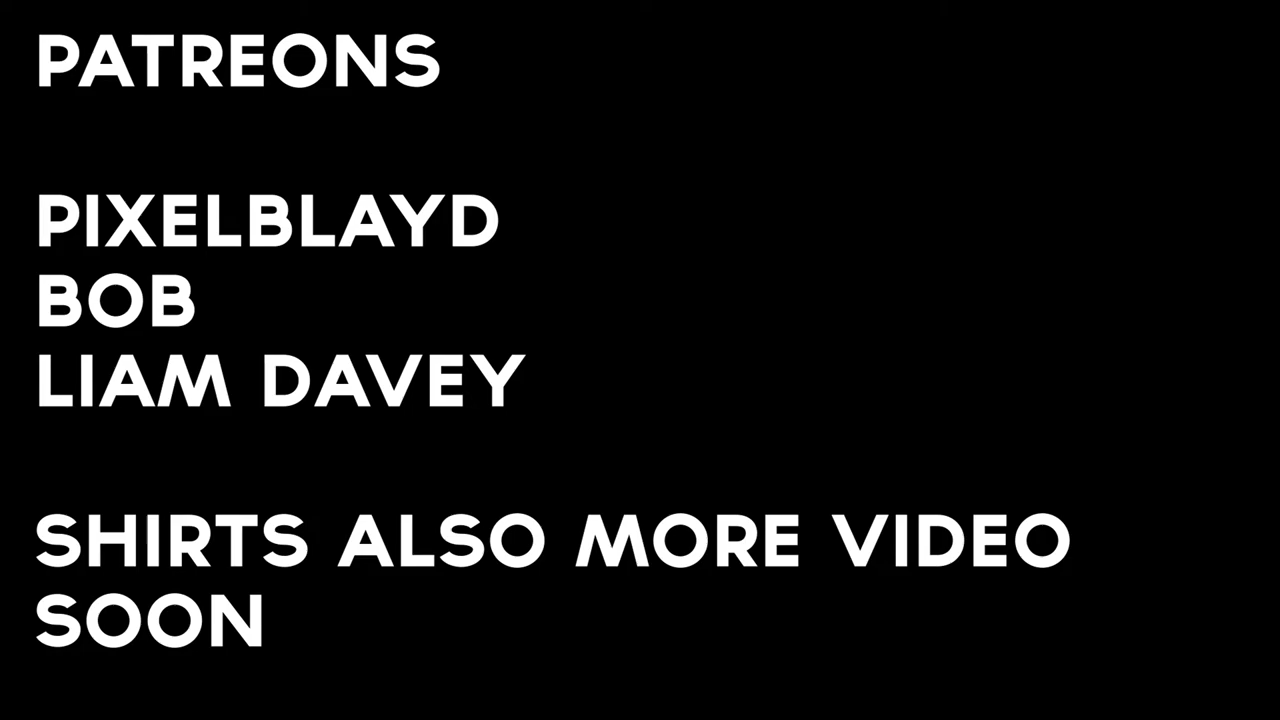 PATREONS
PIXELBLAYD
BOB
LIAM DAVEY
SHIRTS ALSO MORE VIDEO
SOON